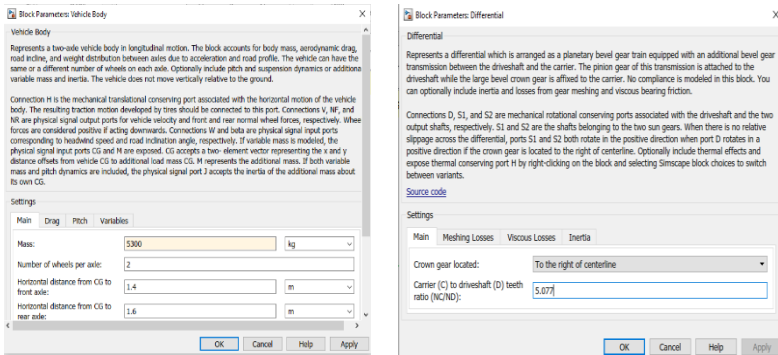 Block Parameters: Vehicle Body
Vehicle Body
Represents a two-axle vehicle body in longitudinal motion. The block accounts for body mass, aerodynamic drag,
road incline, and weight distribution between axles due to acceleration and road profile. The vehicle can have the
same or a different number of wheels on each axle. Optionally include pitch and suspension dynamics or additional
variable mass and inertia. The vehicle does not move vertically relative to the ground.
Connection H is the mechanical translational conserving port associated with the horizontal motion of the vehicle
body. The resulting traction motion developed by tires should be connected to this port. Connections V, NF, and
NR are physical signal output ports for vehicle velocity and front and rear normal wheel forces, respectively. Wheel
forces are considered positive if acting downwards. Connections W and beta are physical signal input ports
corresponding to headwind speed and road inclination angle, respectively. If variable mass is modeled, the
physical signal input ports CG and M are exposed. CG accepts a two- element vector representing the x and y
distance offsets from vehicle CG to additional load mass CG. M represents the additional mass. If both variable
mass and pitch dynamics are included, the physical signal port J accepts the inertia of the additional mass about
its own CG.
Settings
Main Drag Pitch Variables
Mass: 5300 kg
Number of wheels per axle: 2
Horizontal distance from CG to
front axle: 1.4 m
Horizontal distance from CG to
rear axle: 1.6 m
OK Cancel Help Apply
Block Parameters: Differential
Differential
Represents a differential which is arranged as a planetary bevel gear train equipped with an additional bevel gear
transmission between the driveshaft and the carrier. The pinion gear of this transmission is attached to the
driveshaft while the large bevel crown gear is affixed to the carrier. No compliance is modeled in this block. You
can optionally include inertia and losses from gear meshing and viscous bearing friction.
Connections D, S1, and S2 are mechanical rotational conserving ports associated with the driveshaft and the two
output shafts, respectively. S1 and S2 are the shafts belonging to the two sun gears. When there is no relative
slippage across the differential, ports S1 and S2 both rotate in the positive direction when port D rotates in a
positive direction if the crown gear is located to the right of centerline. Optionally include thermal effects and
expose thermal conserving port H by right-clicking on the block and selecting Simscape block choices to switch
between variants.
Source code
Settings
Main Meshing Losses Viscous Losses Inertia
Crown gear located: To the right of centerline
Carrier (C) to driveshaft (D) teeth
ratio (NC/ND): 5.077
OK Cancel Help Apply